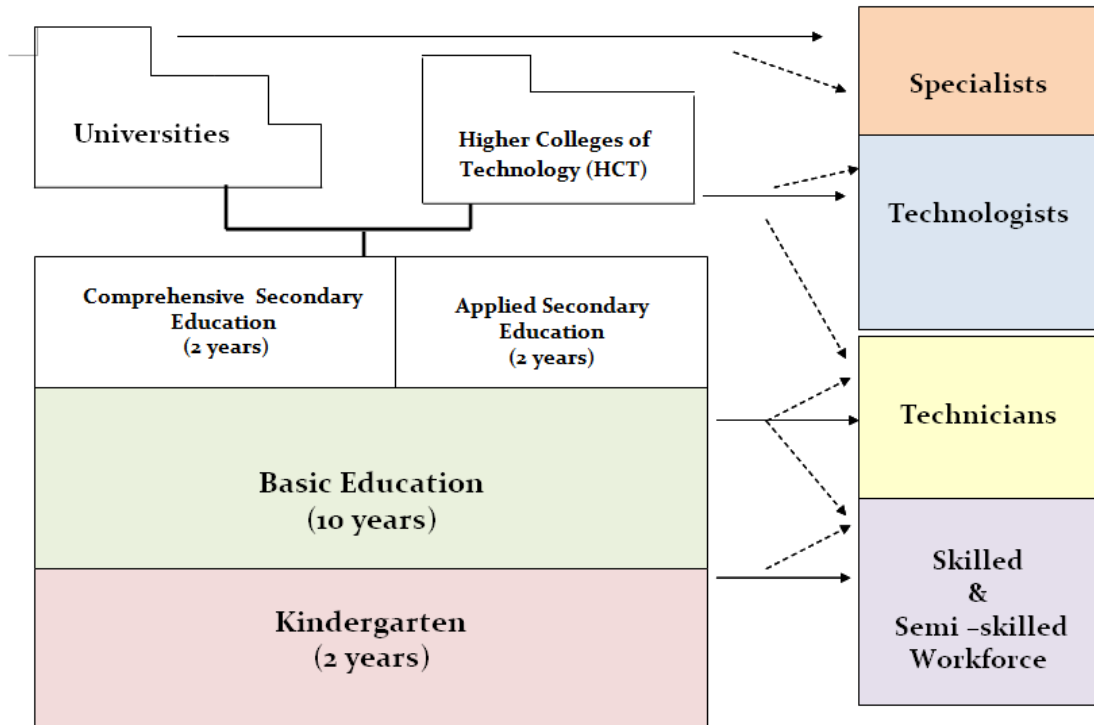 Universities
Higher Colleges of
Technology (HCT)
Comprehensive Secondary
Education
(2 years)
Applied Secondary
Education
(2 years)
Basic Education
(10 years)
Kindergarten
(2 years)
Specialists
Technologists
Technicians
Skilled
&
Semi –skilled
Workforce